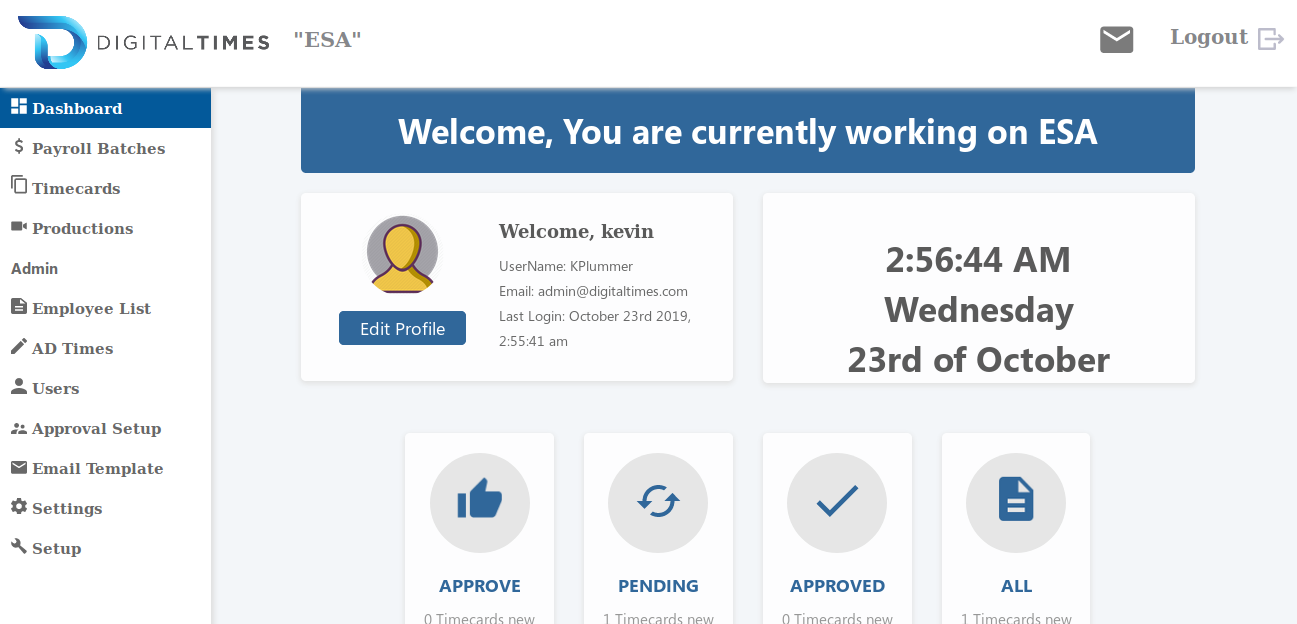 DIGITALTIMES "ESA" Logout
Dashboard
Payroll Batches
Timecards
Productions
Admin
Employee List
AD Times
Users
Approval Setup
Email Template
Settings
Setup
Welcome, You are currently working on ESA
Welcome, kevin
UserName: KPlummer
Email: admin@digitaltimes.com
Last Login: October 23rd 2019,
2:55:41 am
Edit Profile
2:56:44 AM
Wednesday
23rd of October
APPROVE
0 Timecards new
PENDING
1 Timecards new
APPROVED
0 Timecards new
ALL
1 Timecards new